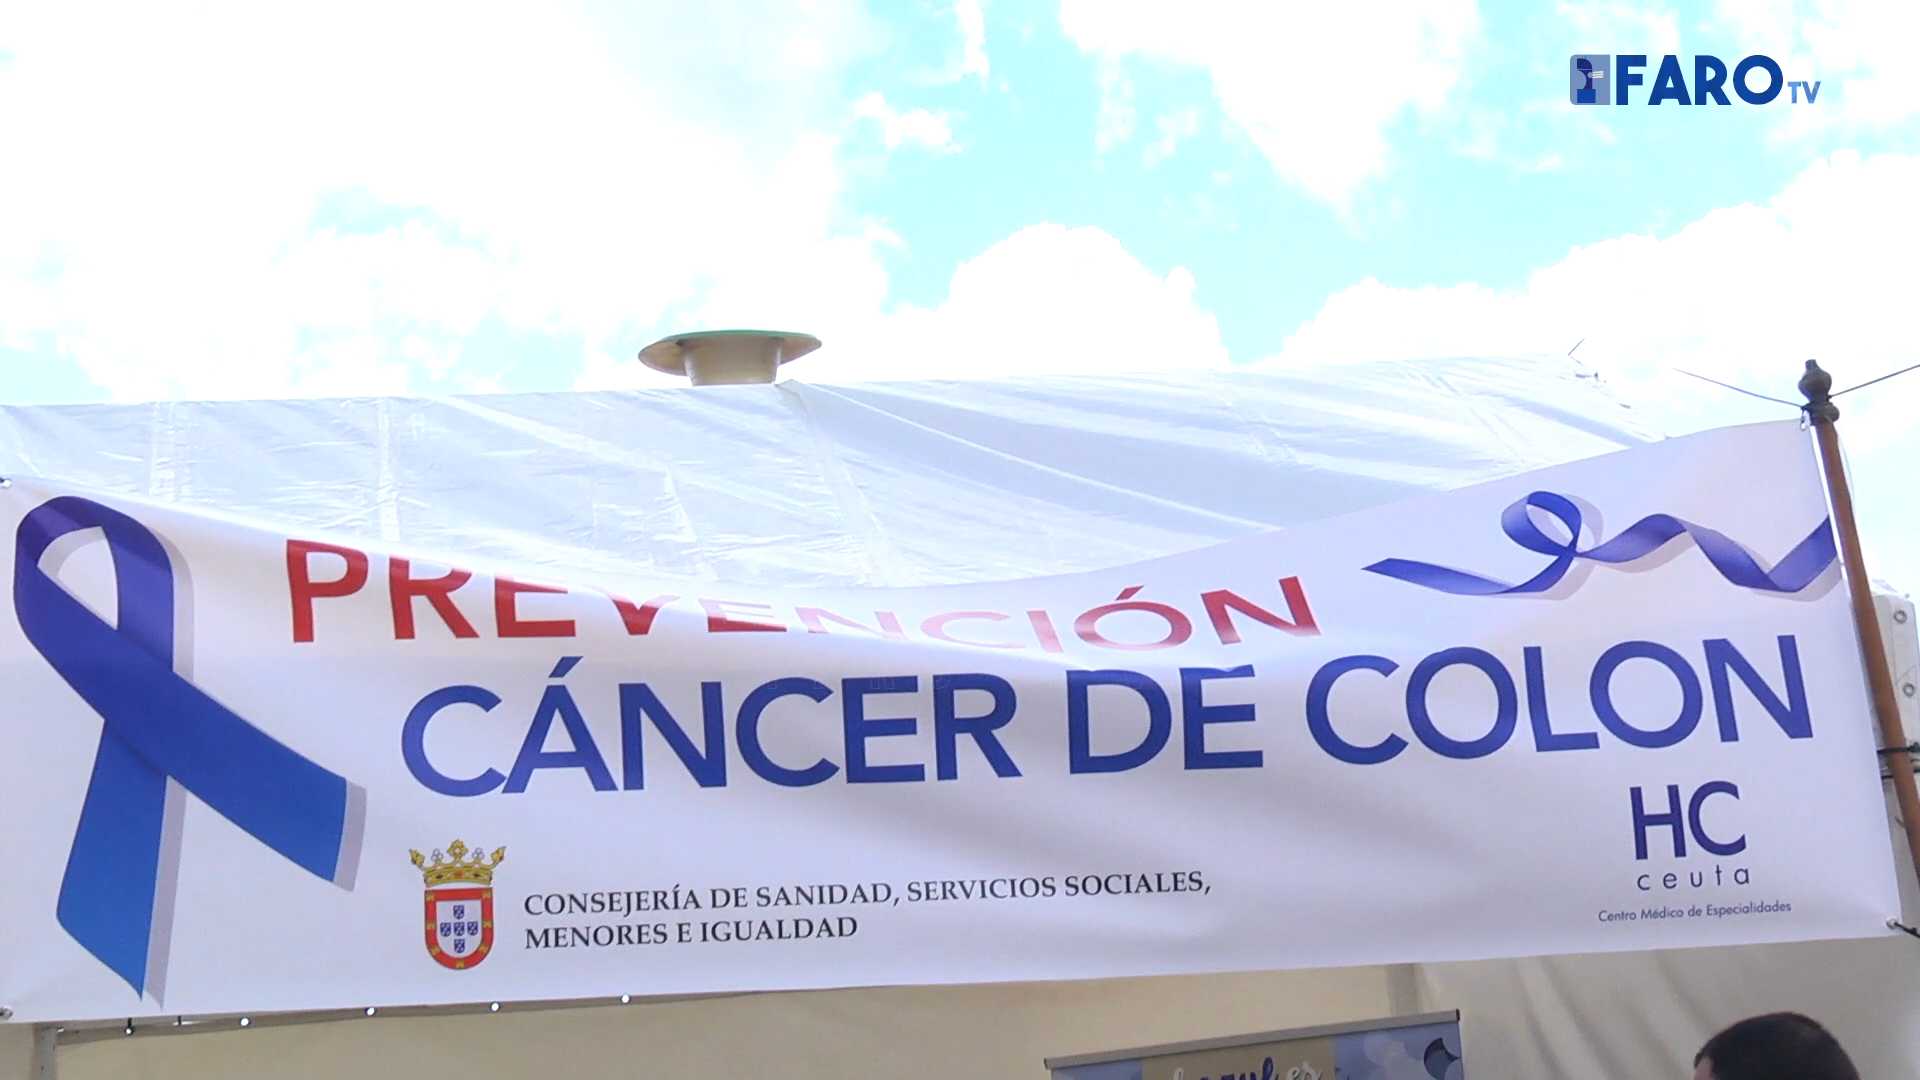 FARO TV
PREVENCIÓN
CÁNCER DE COLON
HC
ceuta
Centro Médico de Especialidades
CONSEJERÍA DE SANIDAD, SERVICIOS SOCIALES,
MENORES E IGUALDAD